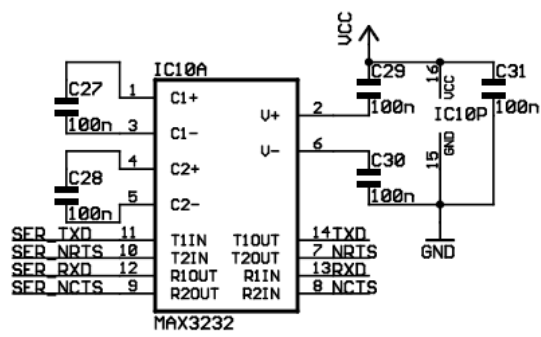 VCC
IC10A
C27
100n
1 C1+
3 C1-
C28
100n
4 C2+
5 C2-
V+ 2
V- 6
C29
100n
C30
100n
16 VCC
IC10P
15 GND
C31
100n
GND
SER_TXD 11 T1IN T1OUT 14 TXD
SER_NRTS 10 T2IN T2OUT 7 NRTS
SER_RXD 12 R1OUT R1IN 13 RXD
SER_NCTS 9 R2OUT R2IN 8 NCTS
MAX3232